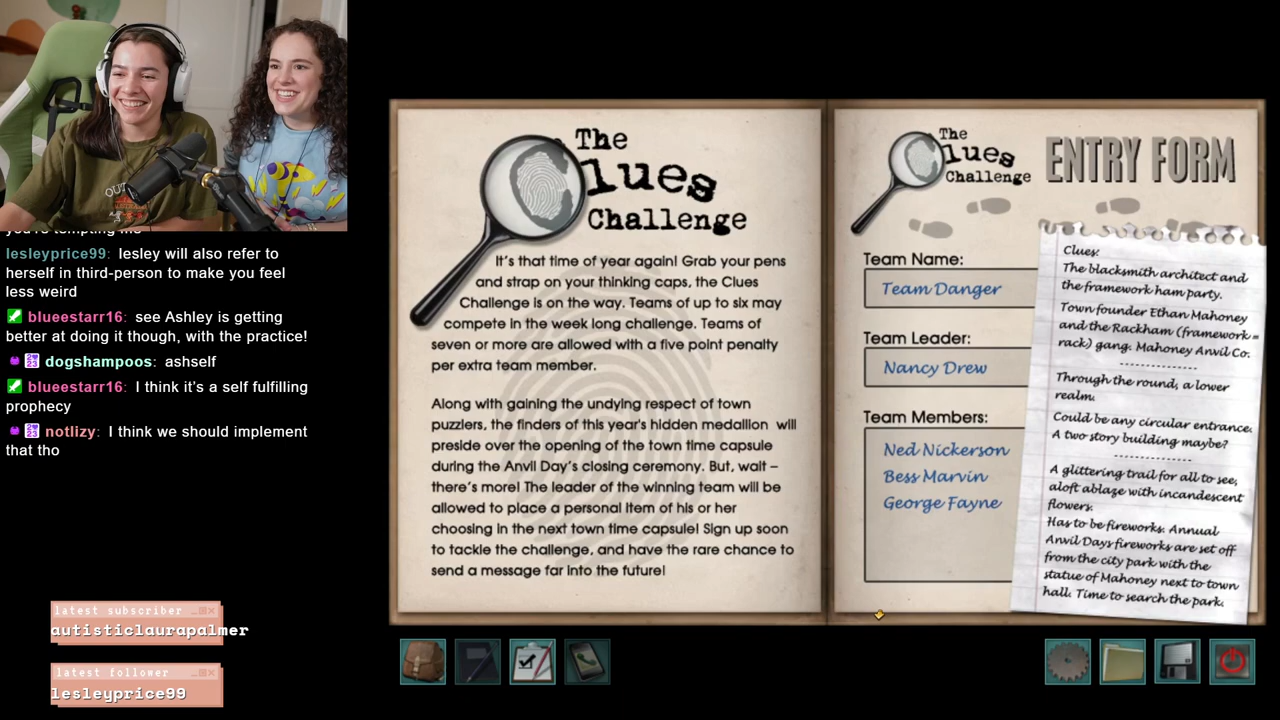 lesleyprice99: lesley will also refer to
herself in third-person to make you feel
less weird
blueestarr16: see Ashley is getting
better at doing it though, with the practice!
dogshampoos: ashself
blueestarr16: I think it's a self fulfilling
prophecy
notlizy: I think we should implement
that tho
latest subscriber
autisticlaurapalmer
latest follower
lesleyprice99
The
Clues
Challenge
It's that time of year again! Grab your pens
and strap on your thinking caps, the Clues
Challenge is on the way. Teams of up to six may
compete in the week long challenge. Teams of
seven or more are allowed with a five point penalty
per extra team member.
Along with gaining the undying respect of town
puzzlers, the finders of this year's hidden medallion will
preside over the opening of the town time capsule
during the Anvil Day's closing ceremony. But, wait –
there's more! The leader of the winning team will be
allowed to place a personal item of his or her
choosing in the next town time capsule! Sign up soon
to tackle the challenge, and have the rare chance to
send a message far into the future!
The
Clues
Challenge
ENTRY FORM
Team Name:
Team Danger
Team Leader:
Nancy Drew
Team Members:
Ned Nickerson
Bess Marvin
George Fayne
Clues:
The blacksmith architect and
the framework ham party.
Town founder Ethan Mahoney
and the Rackham (framework =
rack) gang. Mahoney Anvil Co.
--------------
Through the round, a lower
realm.
Could be any circular entrance.
A two story building maybe?
--------------
A glittering trail for all to see,
aloft ablaze with incandescent
flowers.
Has to be fireworks. Annual
Anvil Days fireworks are set off
from the city park with the
statue of Mahoney next to town
hall. Time to search the park.